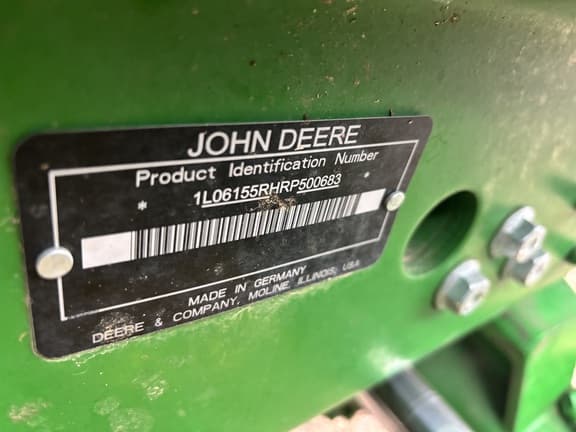 JOHN DEERE
Product Identification Number
* 1L06155RHRP500683 *
MADE IN GERMANY
DEERE & COMPANY, MOLINE, ILLINOIS, USA